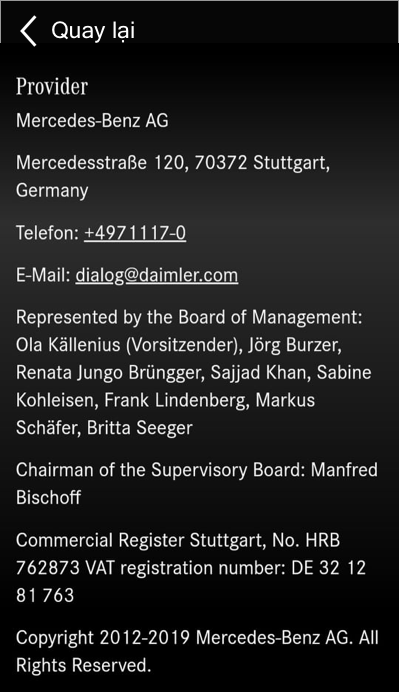 Quay lại
Provider
Mercedes-Benz AG
Mercedesstraße 120, 70372 Stuttgart,
Germany
Telefon: +4971117-0
E-Mail: dialog@daimler.com
Represented by the Board of Management:
Ola Källenius (Vorsitzender), Jörg Burzer,
Renata Jungo Brüngger, Sajjad Khan, Sabine
Kohleisen, Frank Lindenberg, Markus
Schäfer, Britta Seeger
Chairman of the Supervisory Board: Manfred
Bischoff
Commercial Register Stuttgart, No. HRB
762873 VAT registration number: DE 32 12
81 763
Copyright 2012-2019 Mercedes-Benz AG. All
Rights Reserved.